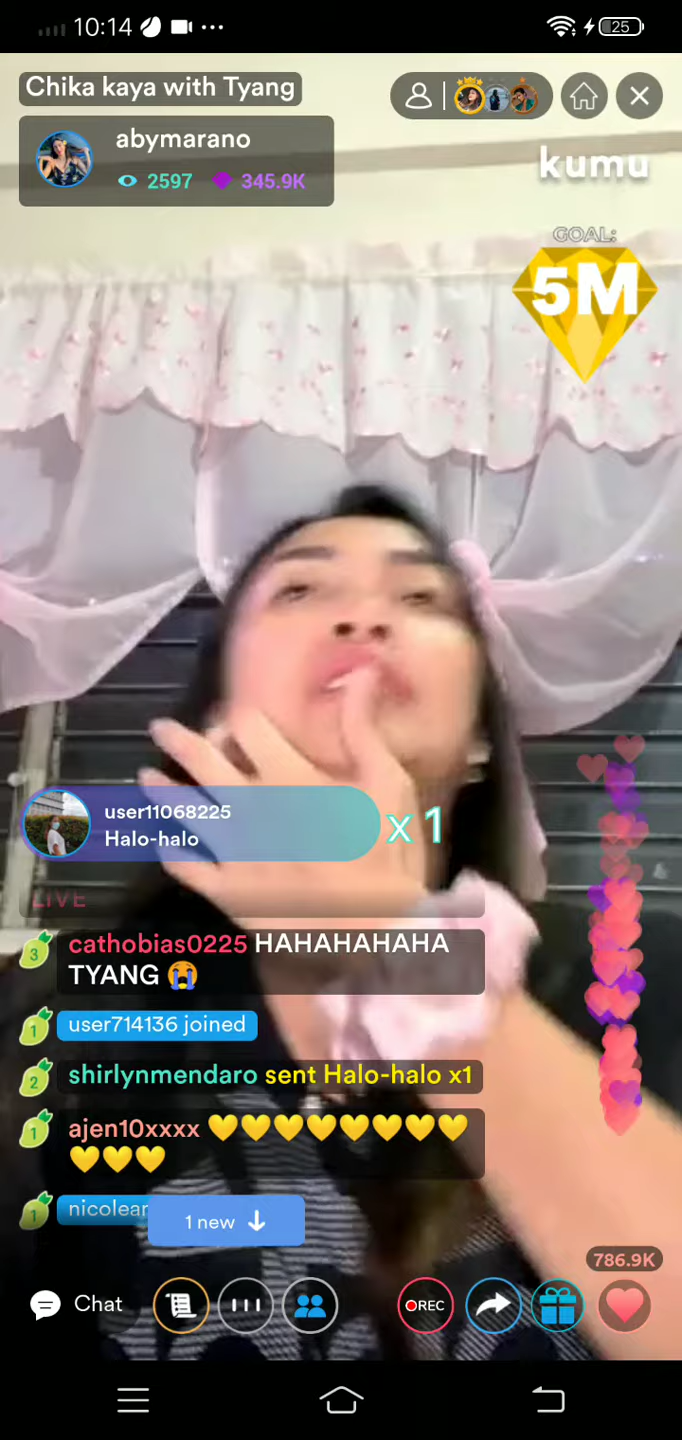 10:14
25
Chika kaya with Tyang
abymarano
2597 345.9K
kumu
GOAL:
5M
user11068225
Halo-halo
x 1
LIVE
3 cathobias0225 HAHAHAHAHA
TYANG 😭
1 user714136 joined
2 shirlynmendaro sent Halo-halo x1
1 ajen10xxxx 💛💛💛💛💛💛💛💛
💛💛💛
1 nicolear
1 new ↓
786.9K
Chat
REC